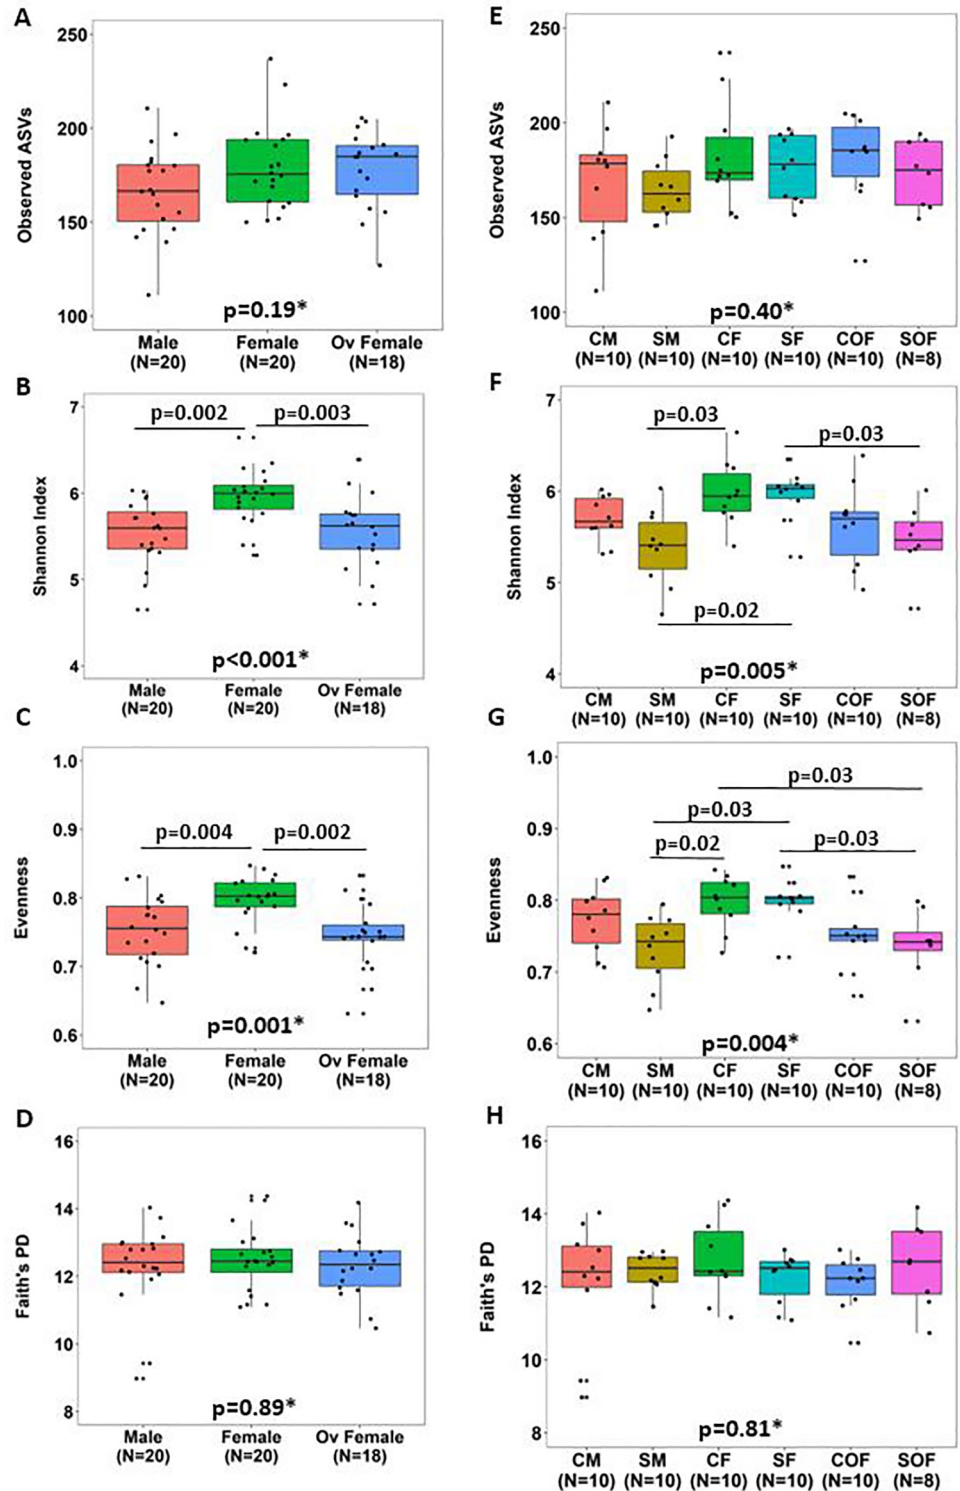 A
Observed ASVs
250
200
150
100
p=0.19*
Male Female Ov Female
(N=20) (N=20) (N=18)
B
Shannon Index
7
6
5
4
p=0.002 p=0.003
p<0.001*
Male Female Ov Female
(N=20) (N=20) (N=18)
C
Evenness
1.0
0.9
0.8
0.7
0.6
p=0.004 p=0.002
p=0.001*
Male Female Ov Female
(N=20) (N=20) (N=18)
D
Faith's PD
16
14
12
10
8
p=0.89*
Male Female Ov Female
(N=20) (N=20) (N=18)
E
Observed ASVs
250
200
150
100
p=0.40*
CM SM CF SF COF SOF
(N=10) (N=10) (N=10) (N=10) (N=10) (N=8)
F
Shannon Index
7
6
5
4
p=0.03
p=0.03
p=0.02
p=0.005*
CM SM CF SF COF SOF
(N=10) (N=10) (N=10) (N=10) (N=10) (N=8)
G
Evenness
1.0
0.9
0.8
0.7
0.6
p=0.03
p=0.03
p=0.02 p=0.03
p=0.004*
CM SM CF SF COF SOF
(N=10) (N=10) (N=10) (N=10) (N=10) (N=8)
H
Faith's PD
16
14
12
10
8
p=0.81*
CM SM CF SF COF SOF
(N=10) (N=10) (N=10) (N=10) (N=10) (N=8)